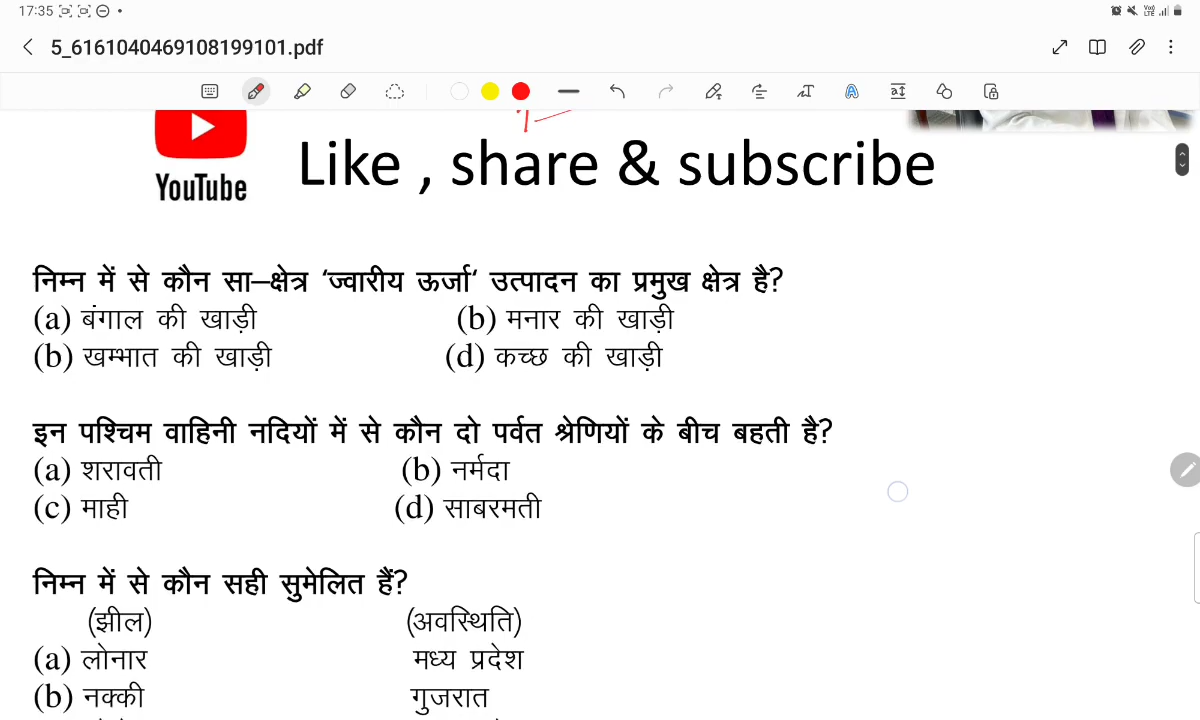 17:35
VoLTE
5_6161040469108199101.pdf
YouTube
Like , share & subscribe
निम्न में से कौन सा–क्षेत्र ‘ज्वारीय ऊर्जा’ उत्पादन का प्रमुख क्षेत्र है?
(a) बंगाल की खाड़ी (b) मनार की खाड़ी
(b) खम्भात की खाड़ी (d) कच्छ की खाड़ी
इन पश्चिम वाहिनी नदियों में से कौन दो पर्वत श्रेणियों के बीच बहती है?
(a) शरावती (b) नर्मदा
(c) माही (d) साबरमती
निम्न में से कौन सही सुमेलित हैं?
(झील) (अवस्थिति)
(a) लोनार मध्य प्रदेश
(b) नक्की गुजरात